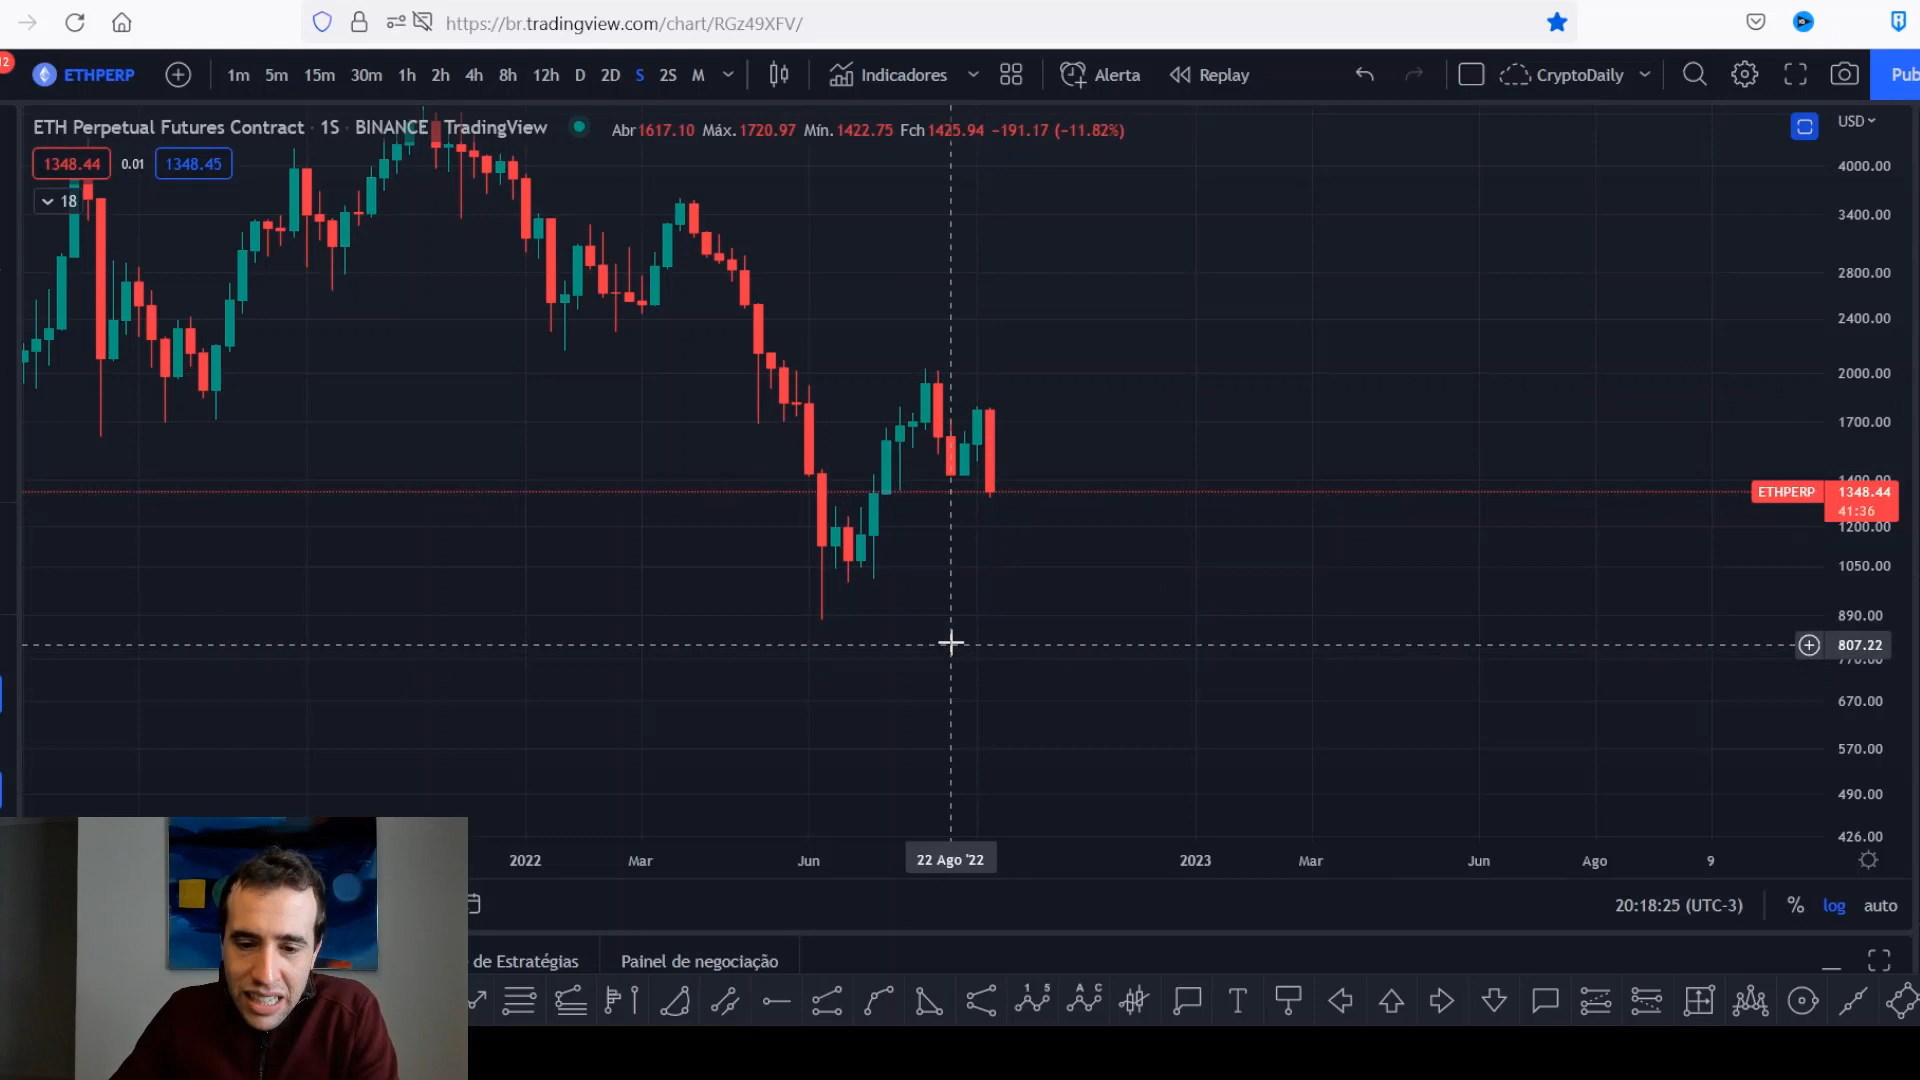 https://br.tradingview.com/chart/RGz49XFV/
12
ETHPERP
1m 5m 15m 30m 1h 2h 4h 8h 12h D 2D S 2S M
Indicadores
Alerta
Replay
CryptoDaily
Pub
ETH Perpetual Futures Contract · 1S · BINANCE TradingView
Abr1617.10 Máx.1720.97 Mín.1422.75 Fch1425.94 −191.17 (−11.82%)
USD
1348.44 0.01 1348.45
18
4000.00
3400.00
2800.00
2400.00
2000.00
1700.00
1400.00
ETHPERP 1348.44
41:36
1200.00
1050.00
890.00
807.22
770.00
670.00
570.00
490.00
426.00
2022 Mar Jun 22 Ago '22 2023 Mar Jun Ago 9
20:18:25 (UTC-3) % log auto
de Estratégias Painel de negociação
1 5
A C
T